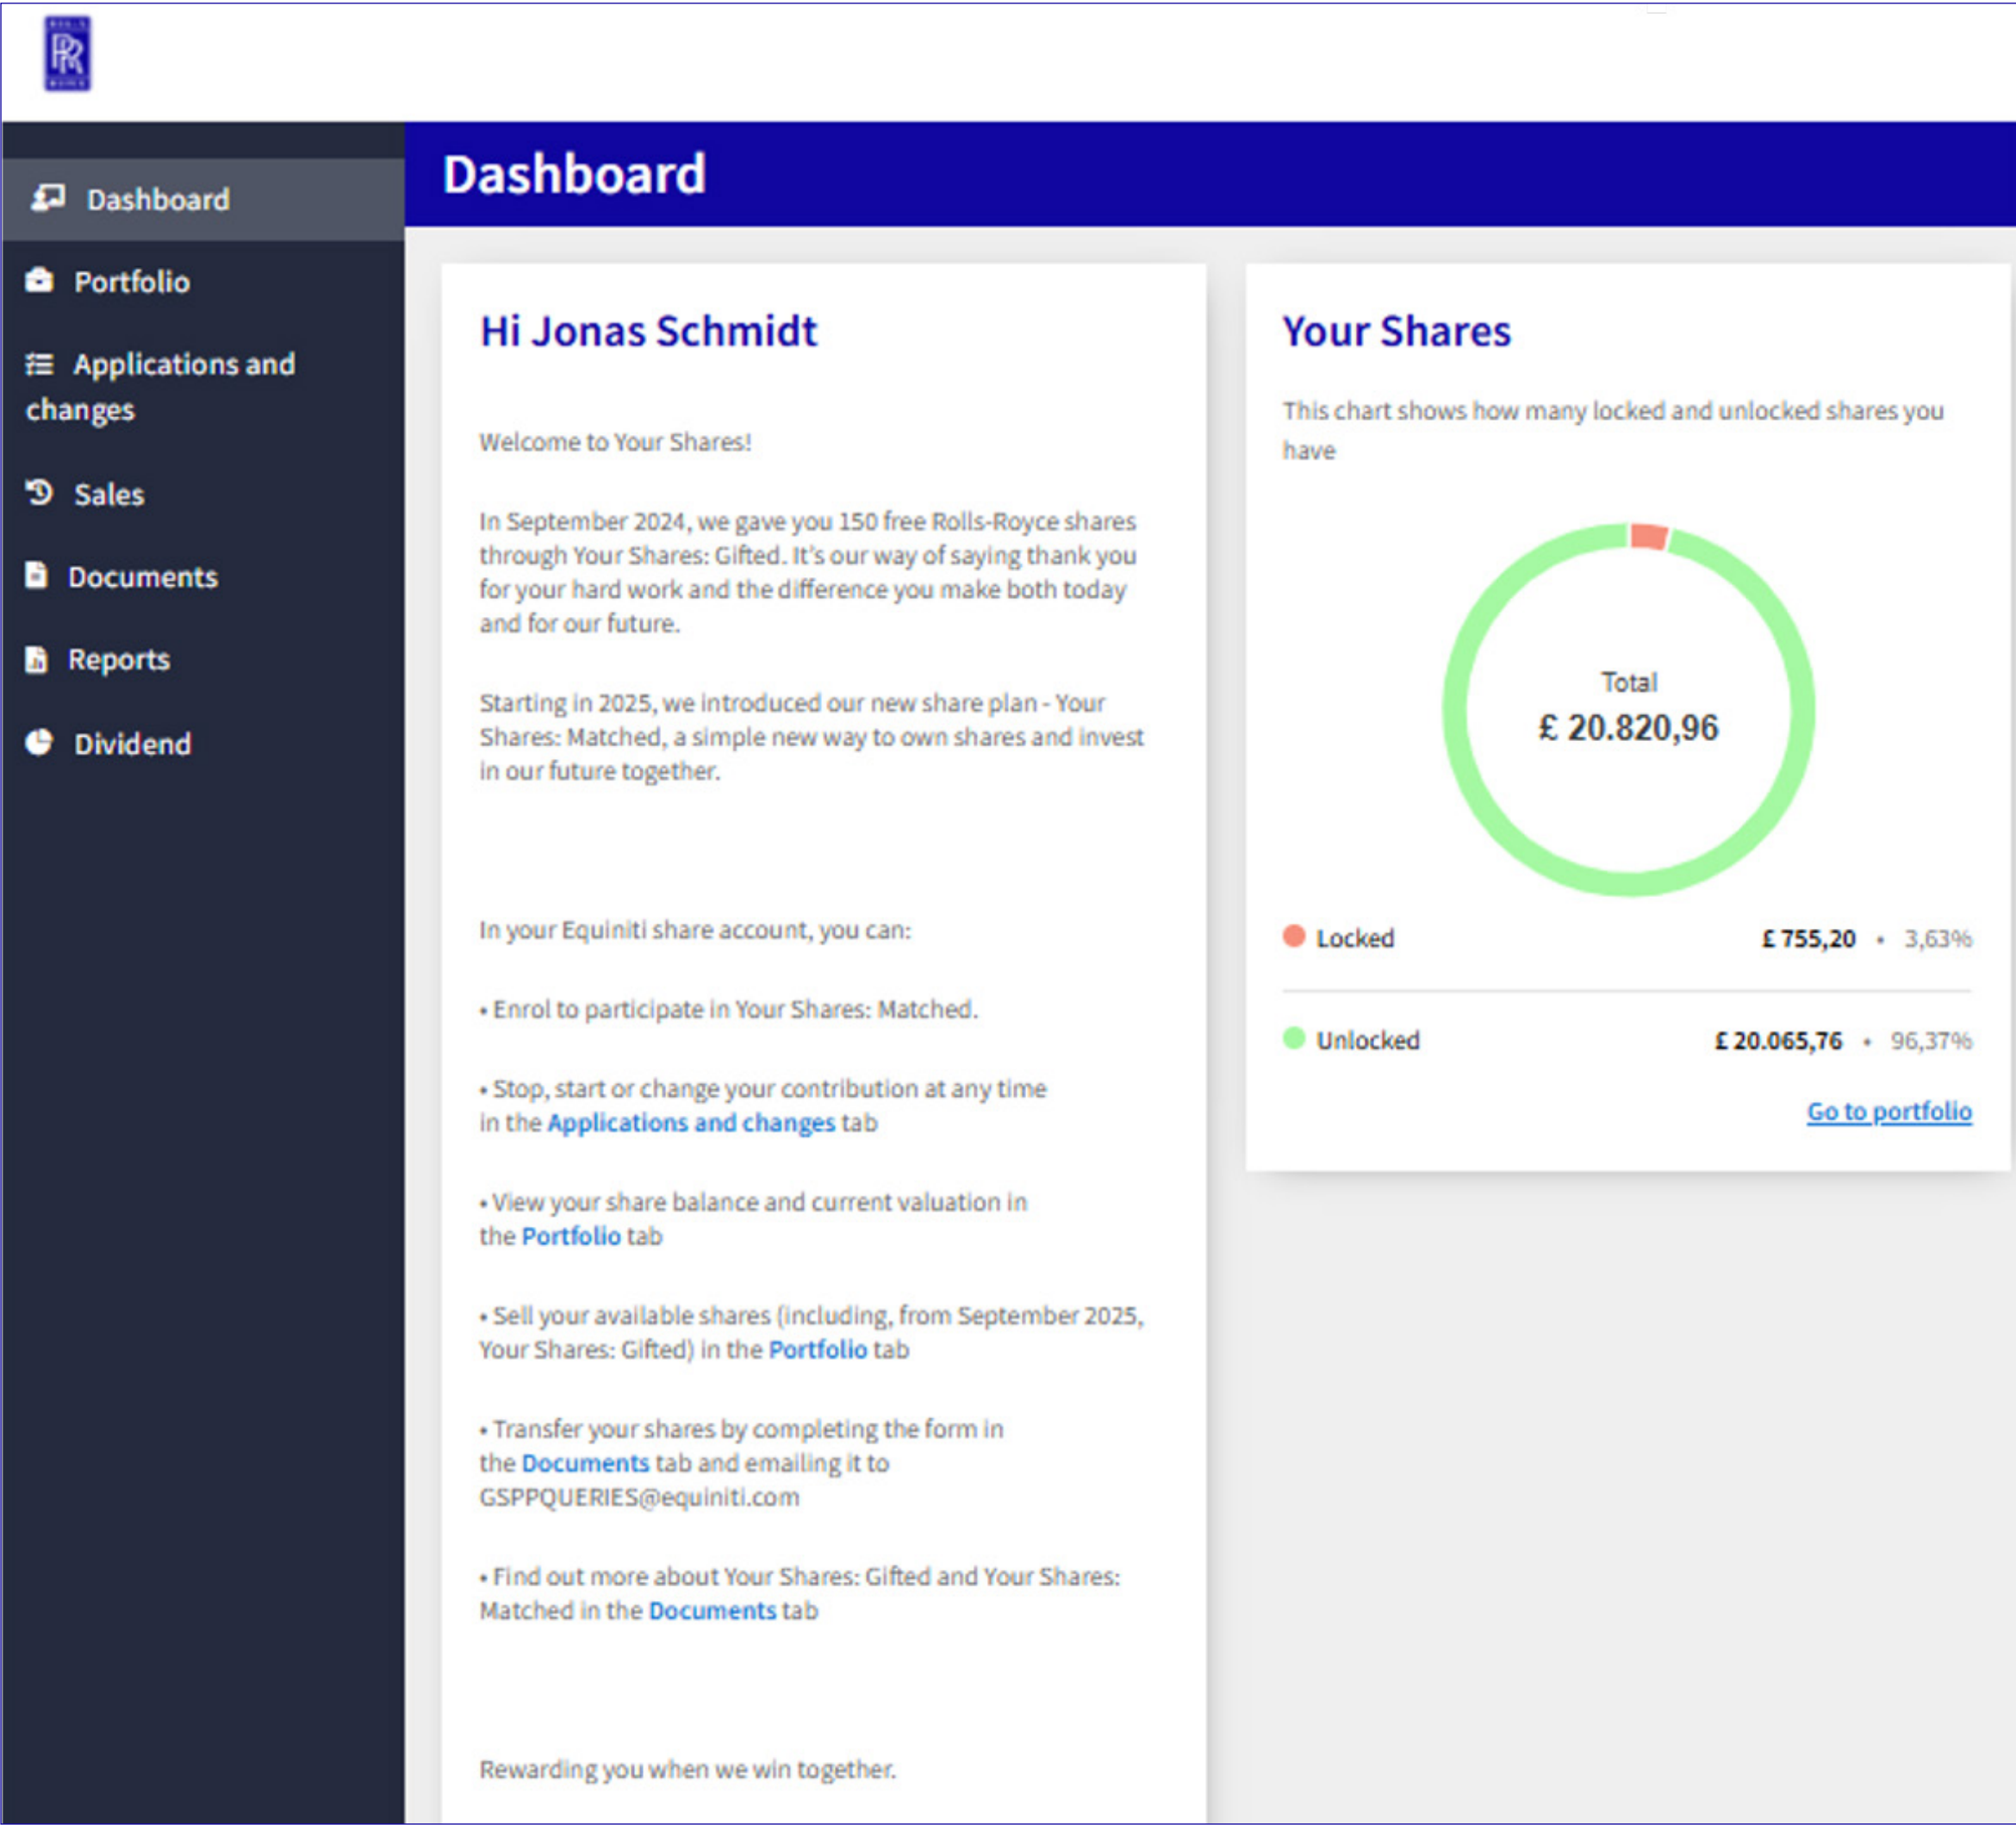 Dashboard
Portfolio
Applications and
changes
Sales
Documents
Reports
Dividend
Dashboard
Hi Jonas Schmidt
Welcome to Your Shares!
In September 2024, we gave you 150 free Rolls-Royce shares
through Your Shares: Gifted. It’s our way of saying thank you
for your hard work and the difference you make both today
and for our future.
Starting in 2025, we introduced our new share plan - Your
Shares: Matched, a simple new way to own shares and invest
in our future together.
In your Equiniti share account, you can:
• Enrol to participate in Your Shares: Matched.
• Stop, start or change your contribution at any time
in the Applications and changes tab
• View your share balance and current valuation in
the Portfolio tab
• Sell your available shares (including, from September 2025,
Your Shares: Gifted) in the Portfolio tab
• Transfer your shares by completing the form in
the Documents tab and emailing it to
GSPPQUERIES@equiniti.com
• Find out more about Your Shares: Gifted and Your Shares:
Matched in the Documents tab
Rewarding you when we win together.
Your Shares
This chart shows how many locked and unlocked shares you
have
Total
£ 20.820,96
Locked £ 755,20 • 3,63%
Unlocked £ 20.065,76 • 96,37%
Go to portfolio